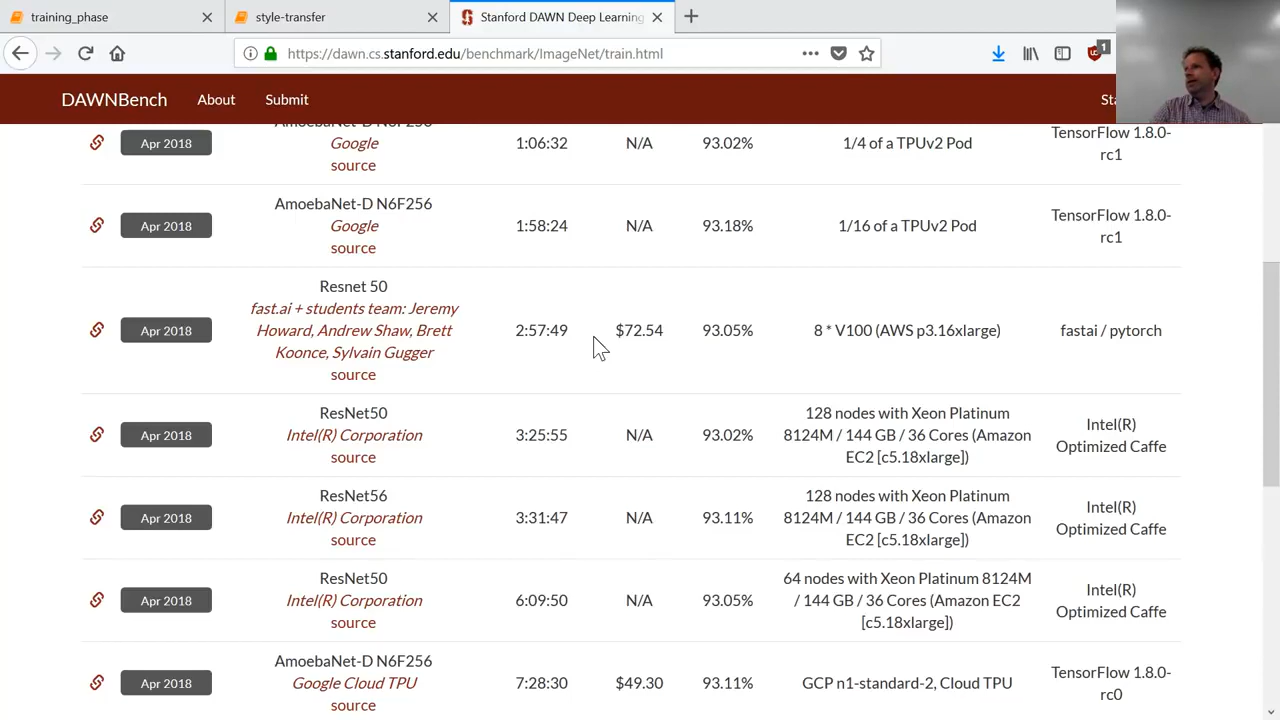 training_phase
style-transfer
Stanford DAWN Deep Learning
https://dawn.cs.stanford.edu/benchmark/ImageNet/train.html
1
DAWNBench
About
Submit
Sta
Apr 2018
AmoebaNet-D N6F256
Google
source
1:06:32
N/A
93.02%
1/4 of a TPUv2 Pod
TensorFlow 1.8.0-
rc1
Apr 2018
AmoebaNet-D N6F256
Google
source
1:58:24
N/A
93.18%
1/16 of a TPUv2 Pod
TensorFlow 1.8.0-
rc1
Apr 2018
Resnet 50
fast.ai + students team: Jeremy
Howard, Andrew Shaw, Brett
Koonce, Sylvain Gugger
source
2:57:49
$72.54
93.05%
8 * V100 (AWS p3.16xlarge)
fastai / pytorch
Apr 2018
ResNet50
Intel(R) Corporation
source
3:25:55
N/A
93.02%
128 nodes with Xeon Platinum
8124M / 144 GB / 36 Cores (Amazon
EC2 [c5.18xlarge])
Intel(R)
Optimized Caffe
Apr 2018
ResNet56
Intel(R) Corporation
source
3:31:47
N/A
93.11%
128 nodes with Xeon Platinum
8124M / 144 GB / 36 Cores (Amazon
EC2 [c5.18xlarge])
Intel(R)
Optimized Caffe
Apr 2018
ResNet50
Intel(R) Corporation
source
6:09:50
N/A
93.05%
64 nodes with Xeon Platinum 8124M
/ 144 GB / 36 Cores (Amazon EC2
[c5.18xlarge])
Intel(R)
Optimized Caffe
Apr 2018
AmoebaNet-D N6F256
Google Cloud TPU
source
7:28:30
$49.30
93.11%
GCP n1-standard-2, Cloud TPU
TensorFlow 1.8.0-
rc0